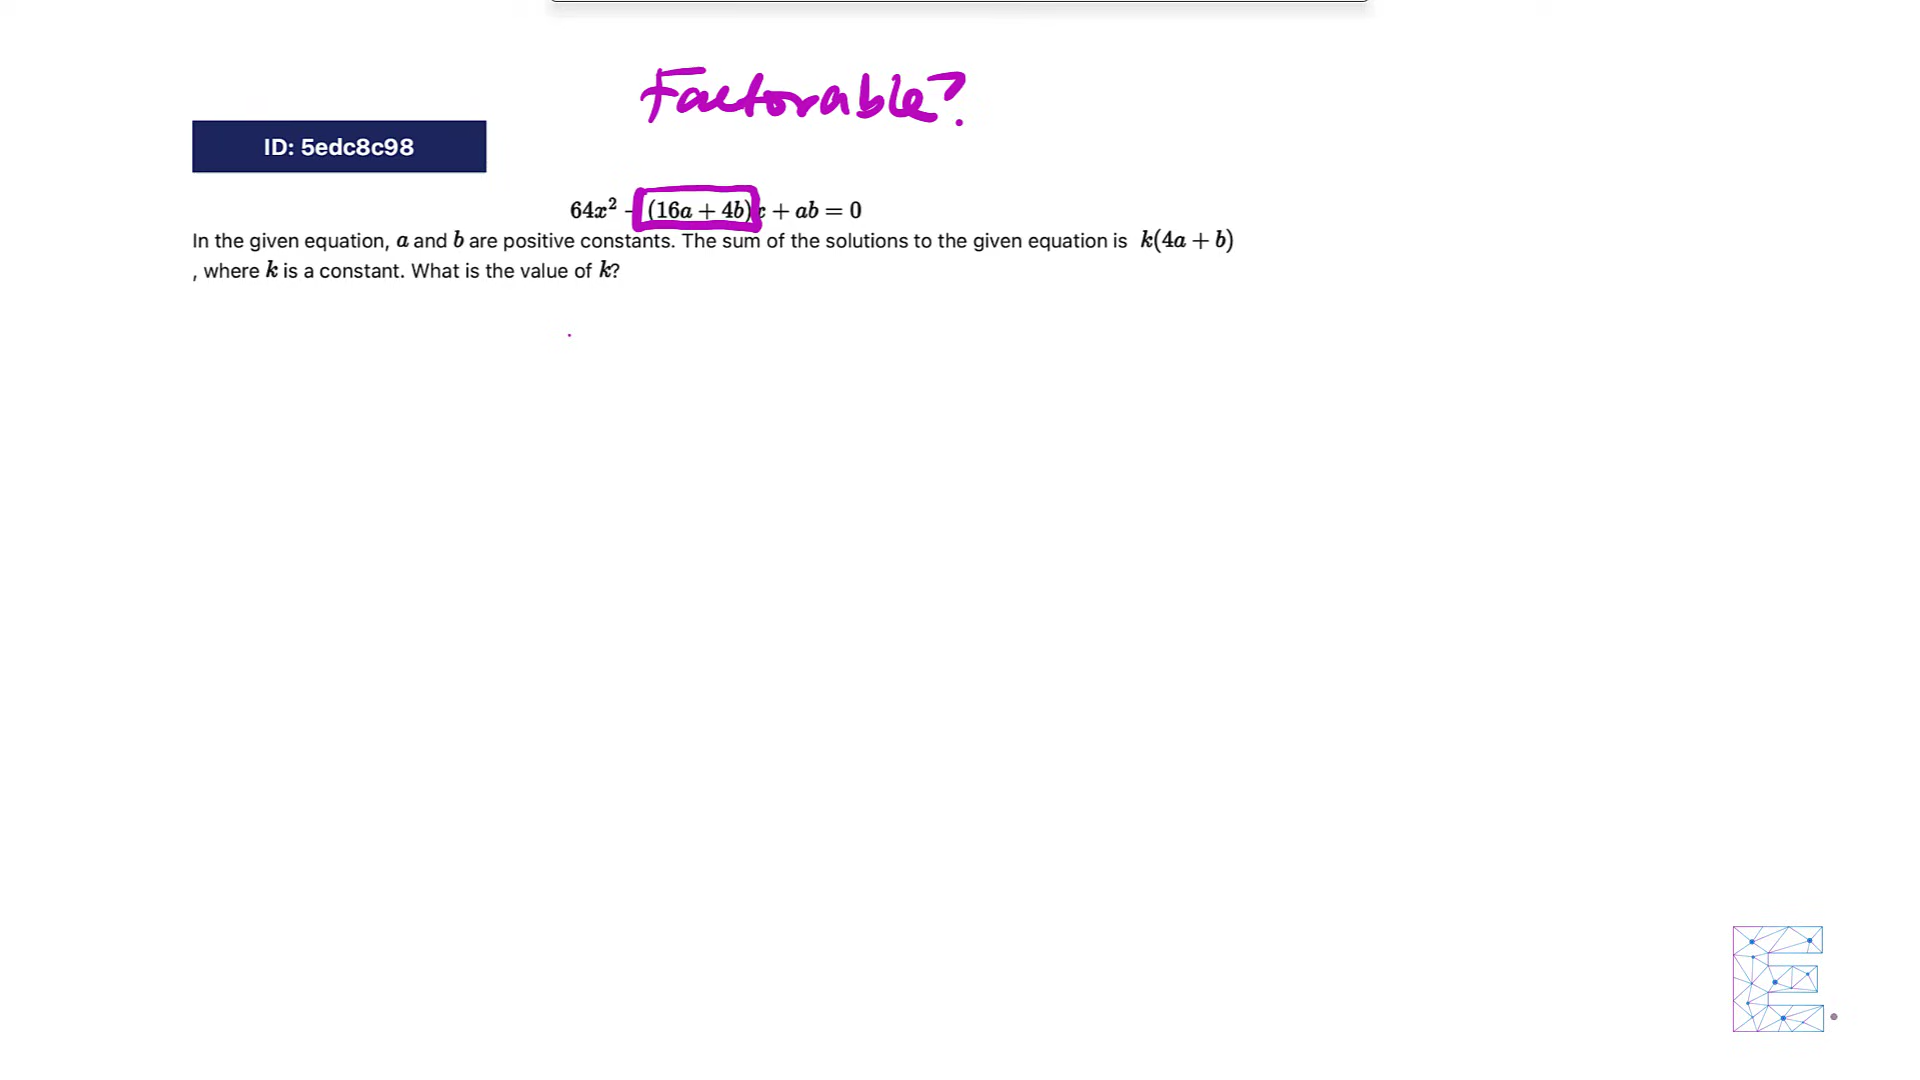 Factorable?
ID: 5edc8c98
64x² - (16a + 4b)x + ab = 0
In the given equation, a and b are positive constants. The sum of the solutions to the given equation is k(4a + b)
, where k is a constant. What is the value of k?